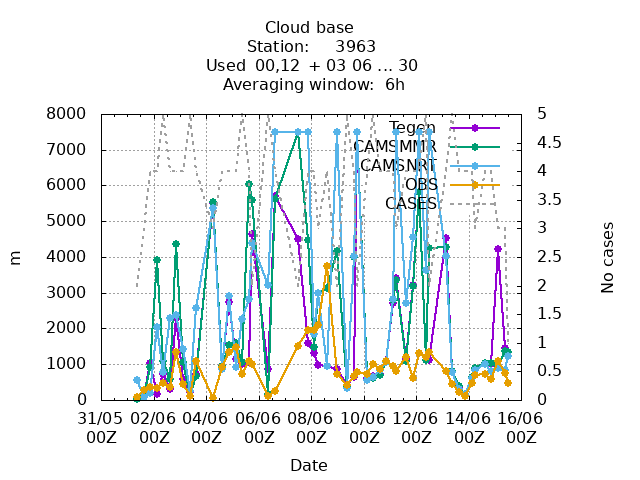 Cloud base
Station: 3963
Used 00,12 + 03 06 ... 30
Averaging window: 6h
8000 5
7000 4.5
6000 4
5000 3.5
4000 3
3000 2.5
2000 2
1000 1.5
0 1
0.5
0
m
No cases
Tegen
CAMSMMR
CAMSNRT
OBS
CASES
31/05 02/06 04/06 06/06 08/06 10/06 12/06 14/06 16/06
00Z 00Z 00Z 00Z 00Z 00Z 00Z 00Z 00Z
Date